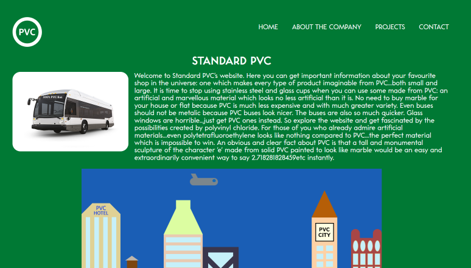 PVC
HOME ABOUT THE COMPANY PROJECTS CONTACT
STANDARD PVC
Welcome to Standard PVC's website. Here you can get important information about your favourite
shop in the universe: one which makes every type of product imaginable from PVC...both small and
large. It is time to stop using stainless steel and glass cups when you can use some made from PVC: an
artificial and marvellous material which looks no less artificial than it is. No need to buy marble for
your house or flat because PVC is much less expensive and with much greater variety. Even buses
should not be metalic because PVC buses look nicer. The buses are also so much quicker. Glass
windows are horrible...just get PVC ones instead. So explore the website and get fascinated by the
possibilities created by polyvinyl chloride. For those of you who already admire artificial
materials...even polytetrafluoroethylene looks nothing compared to PVC...the perfect material
which is impossible to win. An obvious and clear fact about PVC is that a tall and monumental
sculpture of the character 'e' made from solid PVC painted to look like marble would be an easy and
extraordinarily convenient way to say 2.718281828459etc instantly.
PVC
HOTEL
PVC
CITY